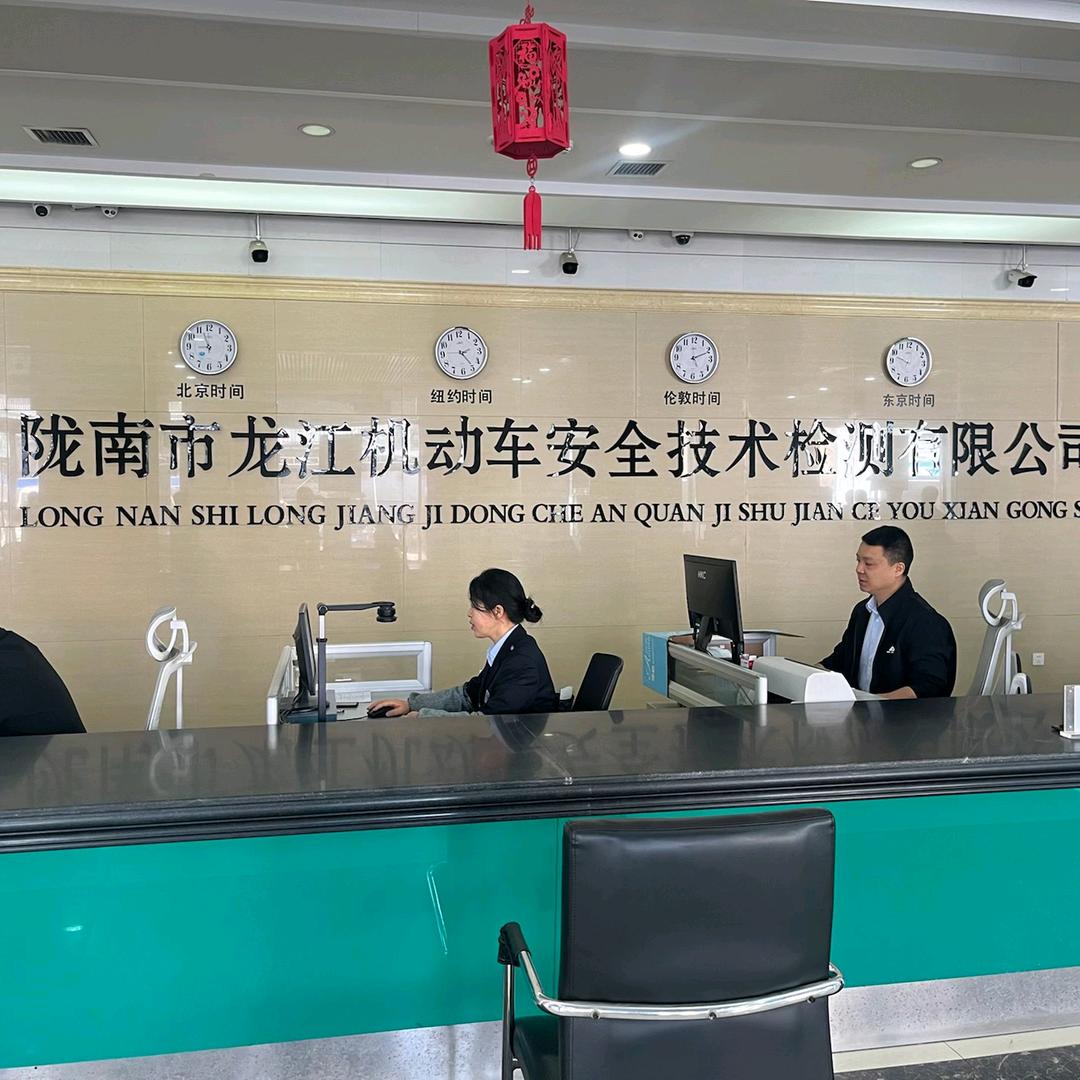 北京时间
纽约时间
伦敦时间
东京时间
陇南市龙江机动车安全技术检测有限公司
LONG NAN SHI LONG JIANG JI DONG CHE AN QUAN JI SHU JIAN CE YOU XIAN GONG S
HKC